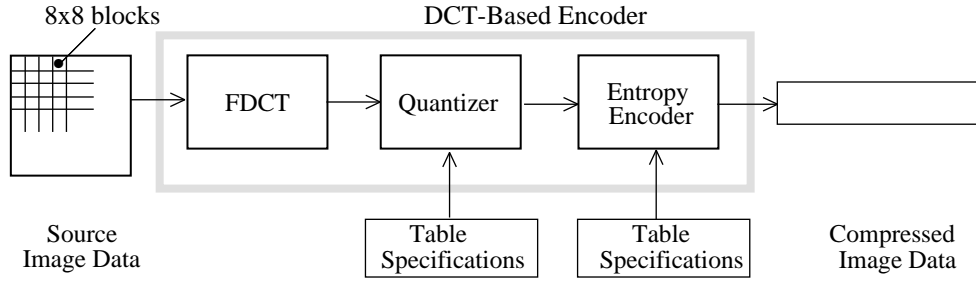 8x8 blocks
DCT-Based Encoder
FDCT
Quantizer
Entropy
Encoder
Source
Image Data
Table
Specifications
Table
Specifications
Compressed
Image Data